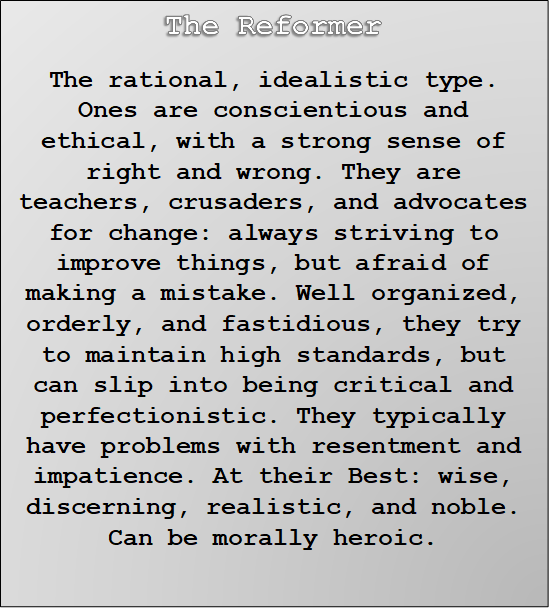 The Reformer
The rational, idealistic type.
Ones are conscientious and
ethical, with a strong sense of
right and wrong. They are
teachers, crusaders, and advocates
for change: always striving to
improve things, but afraid of
making a mistake. Well organized,
orderly, and fastidious, they try
to maintain high standards, but
can slip into being critical and
perfectionistic. They typically
have problems with resentment and
impatience. At their Best: wise,
discerning, realistic, and noble.
Can be morally heroic.